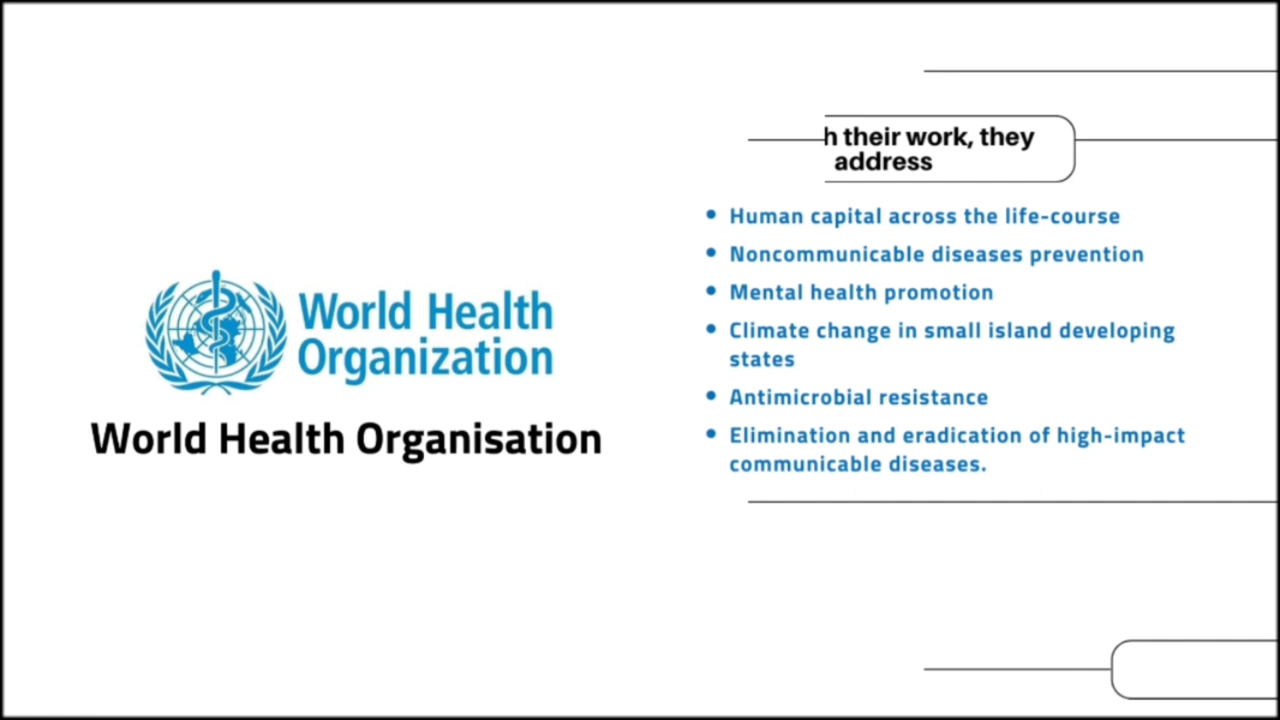 World Health
Organization
World Health Organisation
h their work, they
address
• Human capital across the life-course
• Noncommunicable diseases prevention
• Mental health promotion
• Climate change in small island developing
states
• Antimicrobial resistance
• Elimination and eradication of high-impact
communicable diseases.